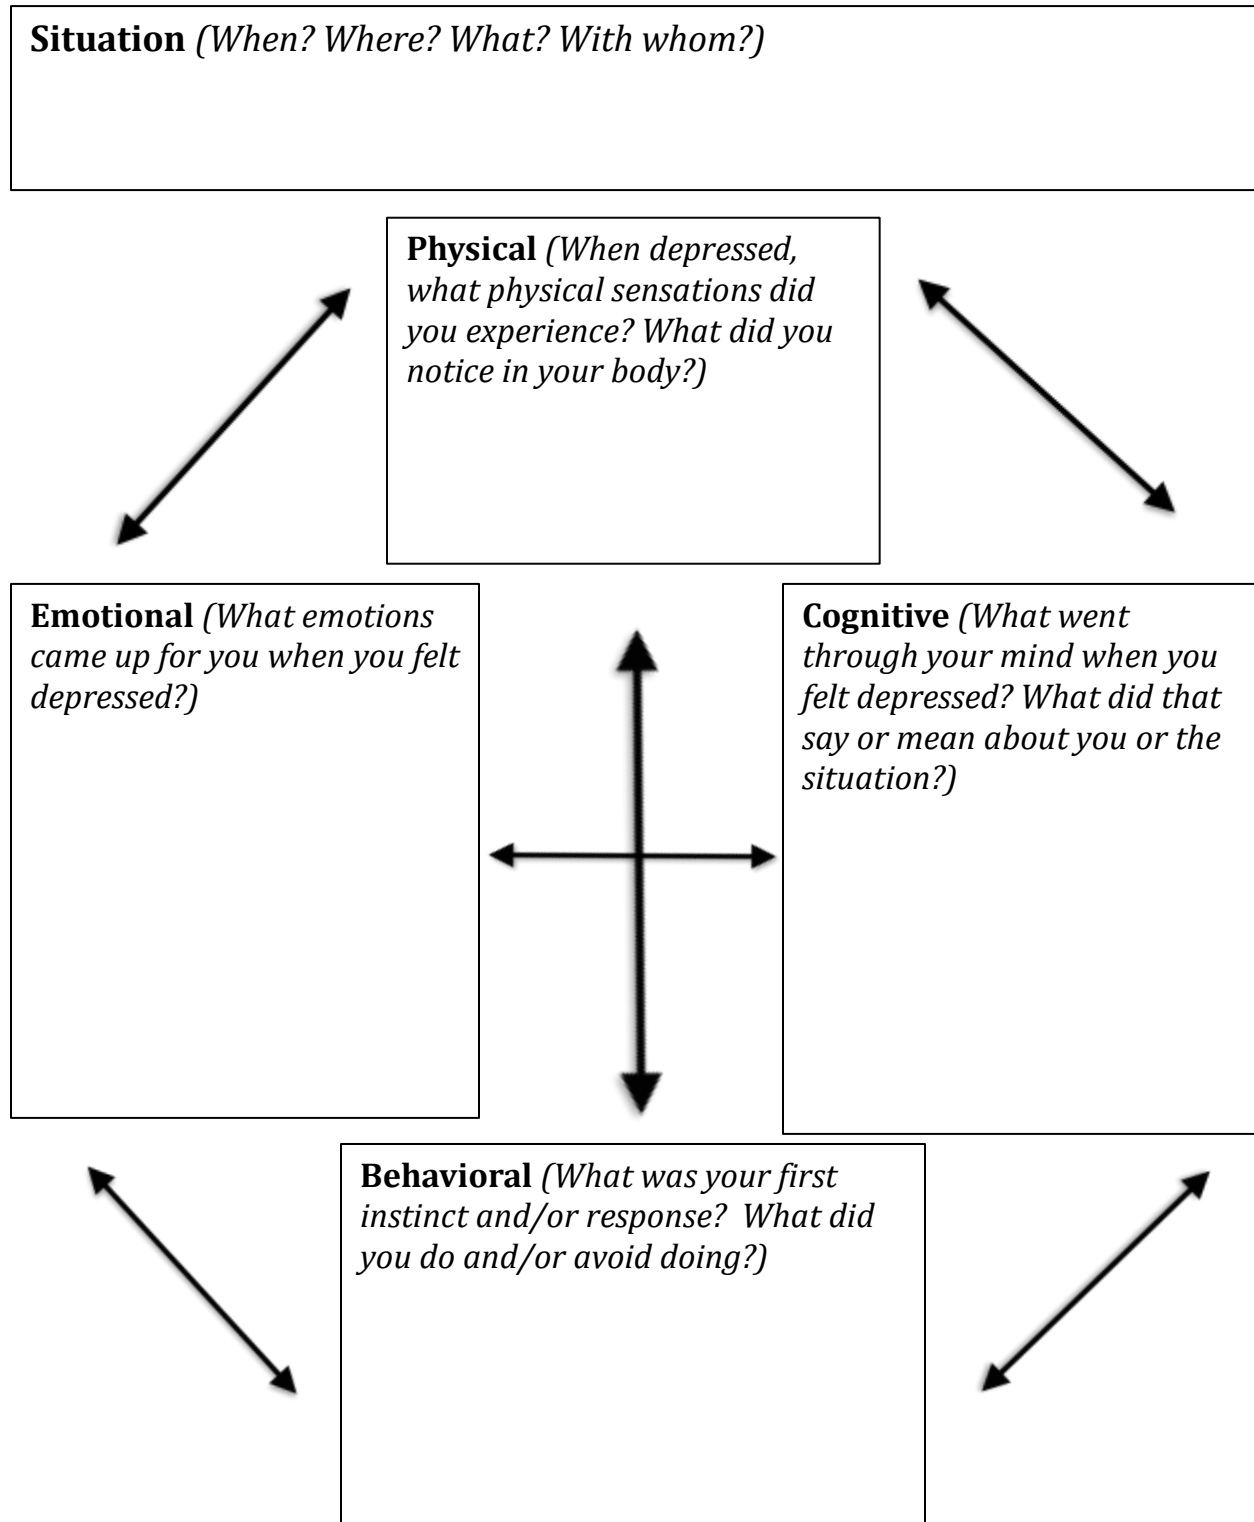 Situation (When? Where? What? With whom?)
Physical (When depressed,
what physical sensations did
you experience? What did you
notice in your body?)
Emotional (What emotions
came up for you when you felt
depressed?)
Cognitive (What went
through your mind when you
felt depressed? What did that
say or mean about you or the
situation?)
Behavioral (What was your first
instinct and/or response?  What did
you do and/or avoid doing?)